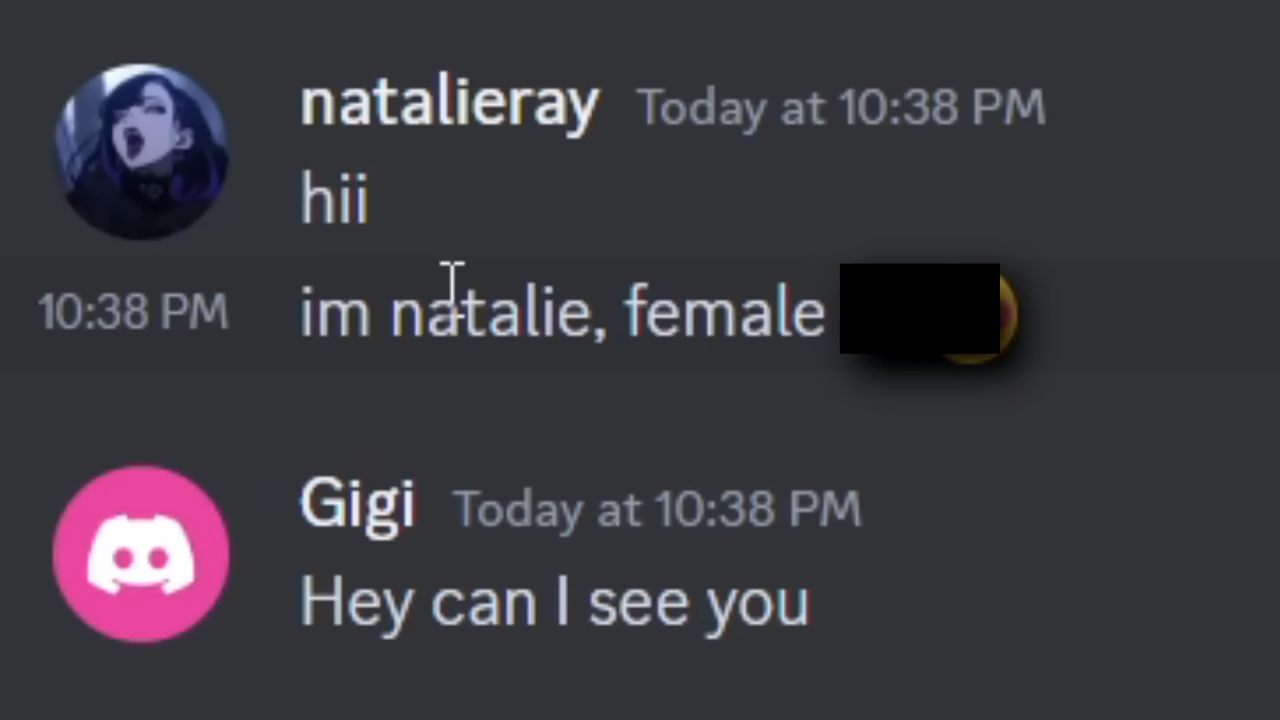 natalieray Today at 10:38 PM
hii
10:38 PM im natalie, female
Gigi Today at 10:38 PM
Hey can I see you